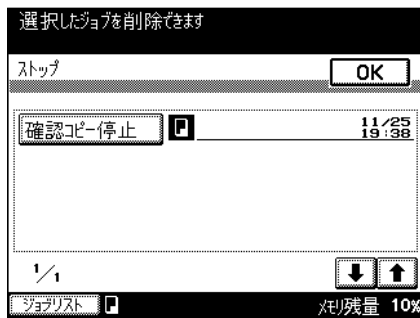 選択したジョブを削除できます
ストップ
OK
確認コピー停止 P 11/25
19:38
1/1
ジョブリスト P メモリ残量 10%